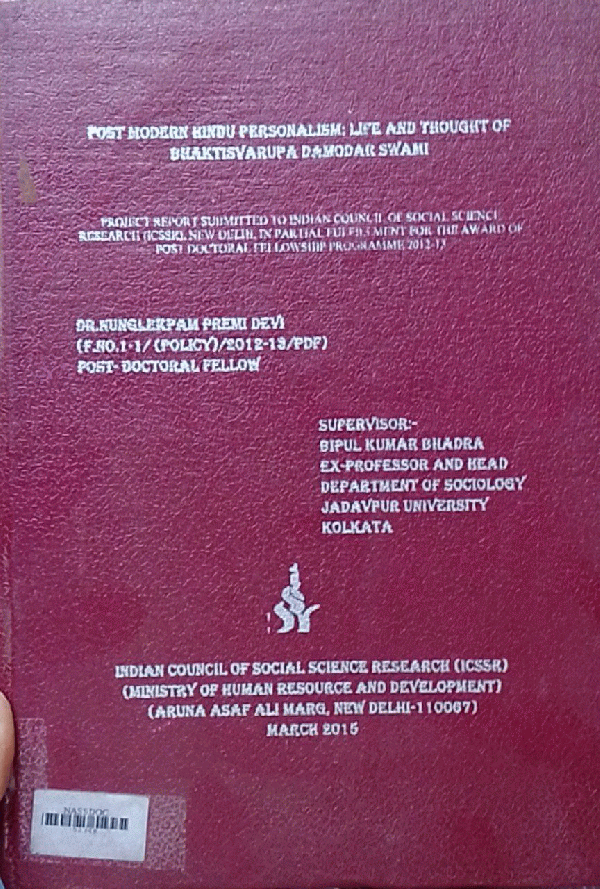 POST MODERN HINDU PERSONALISM: LIFE AND THOUGHT OF
BHAKTISVARUPA DAMODAR SWAMI
PROJECT REPORT SUBMITTED TO INDIAN COUNCIL OF SOCIAL SCIENCE
RESEARCH (ICSSR), NEW DELHI, IN PARTIAL FULFILSMENT FOR THE AWARD OF
POST DOCTORAL FELLOWSHIP PROGRAMME 2012-13
DR.NUNGLEKPAM PREMI DEVI
(F.NO.1-1/ (POLICY)/2012-13/PDF)
POST- DOCTORAL FELLOW
SUPERVISOR:-
BIPUL KUMAR BHADRA
EX-PROFESSOR AND HEAD
DEPARTMENT OF SOCIOLOGY
JADAVPUR UNIVERSITY
KOLKATA
INDIAN COUNCIL OF SOCIAL SCIENCE RESEARCH (ICSSR)
(MINISTRY OF HUMAN RESOURCE AND DEVELOPMENT)
(ARUNA ASAF ALI MARG, NEW DELHI-110067)
MARCH 2015
NASSDOC